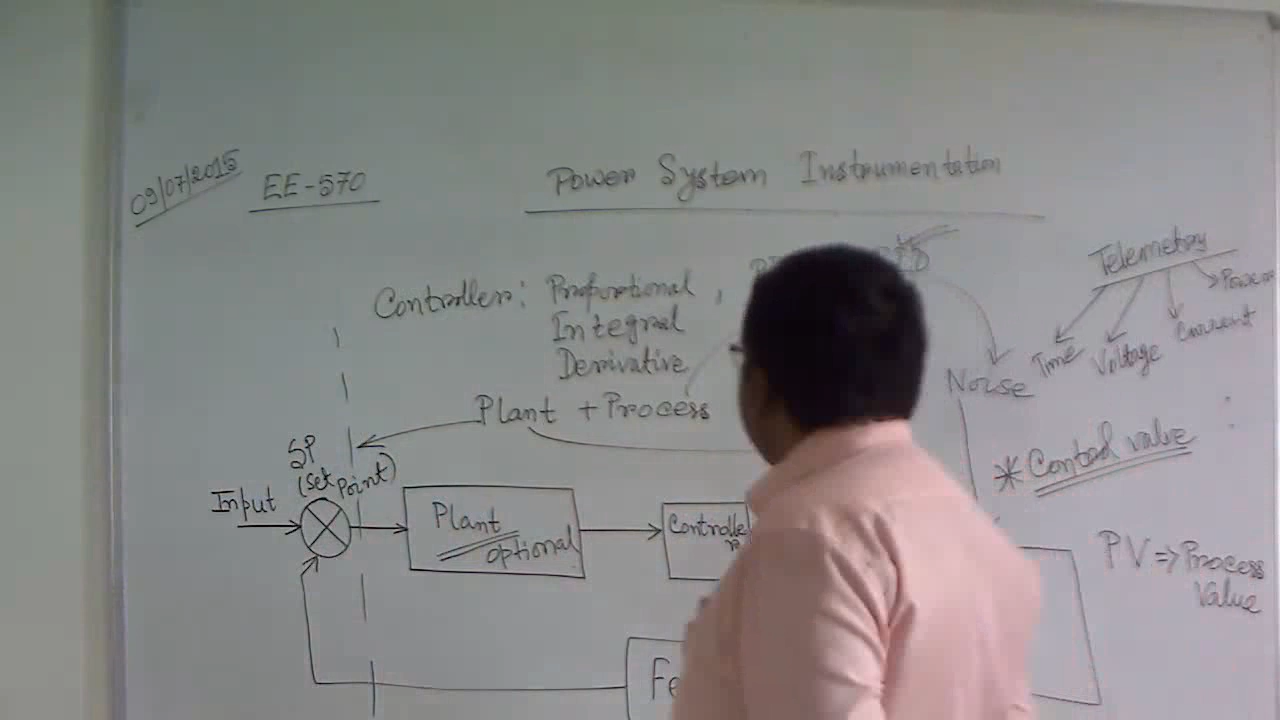 09/07/2015
EE-570
Power System Instrumentation
Controller: Proportional,
Integral
Derivative
Plant + Process
Telemetry
Time
Voltage
Current
Power
Noise
* Control value
SP
(Set Point)
Input
Plant
optional
Controller
PV => Process
Value